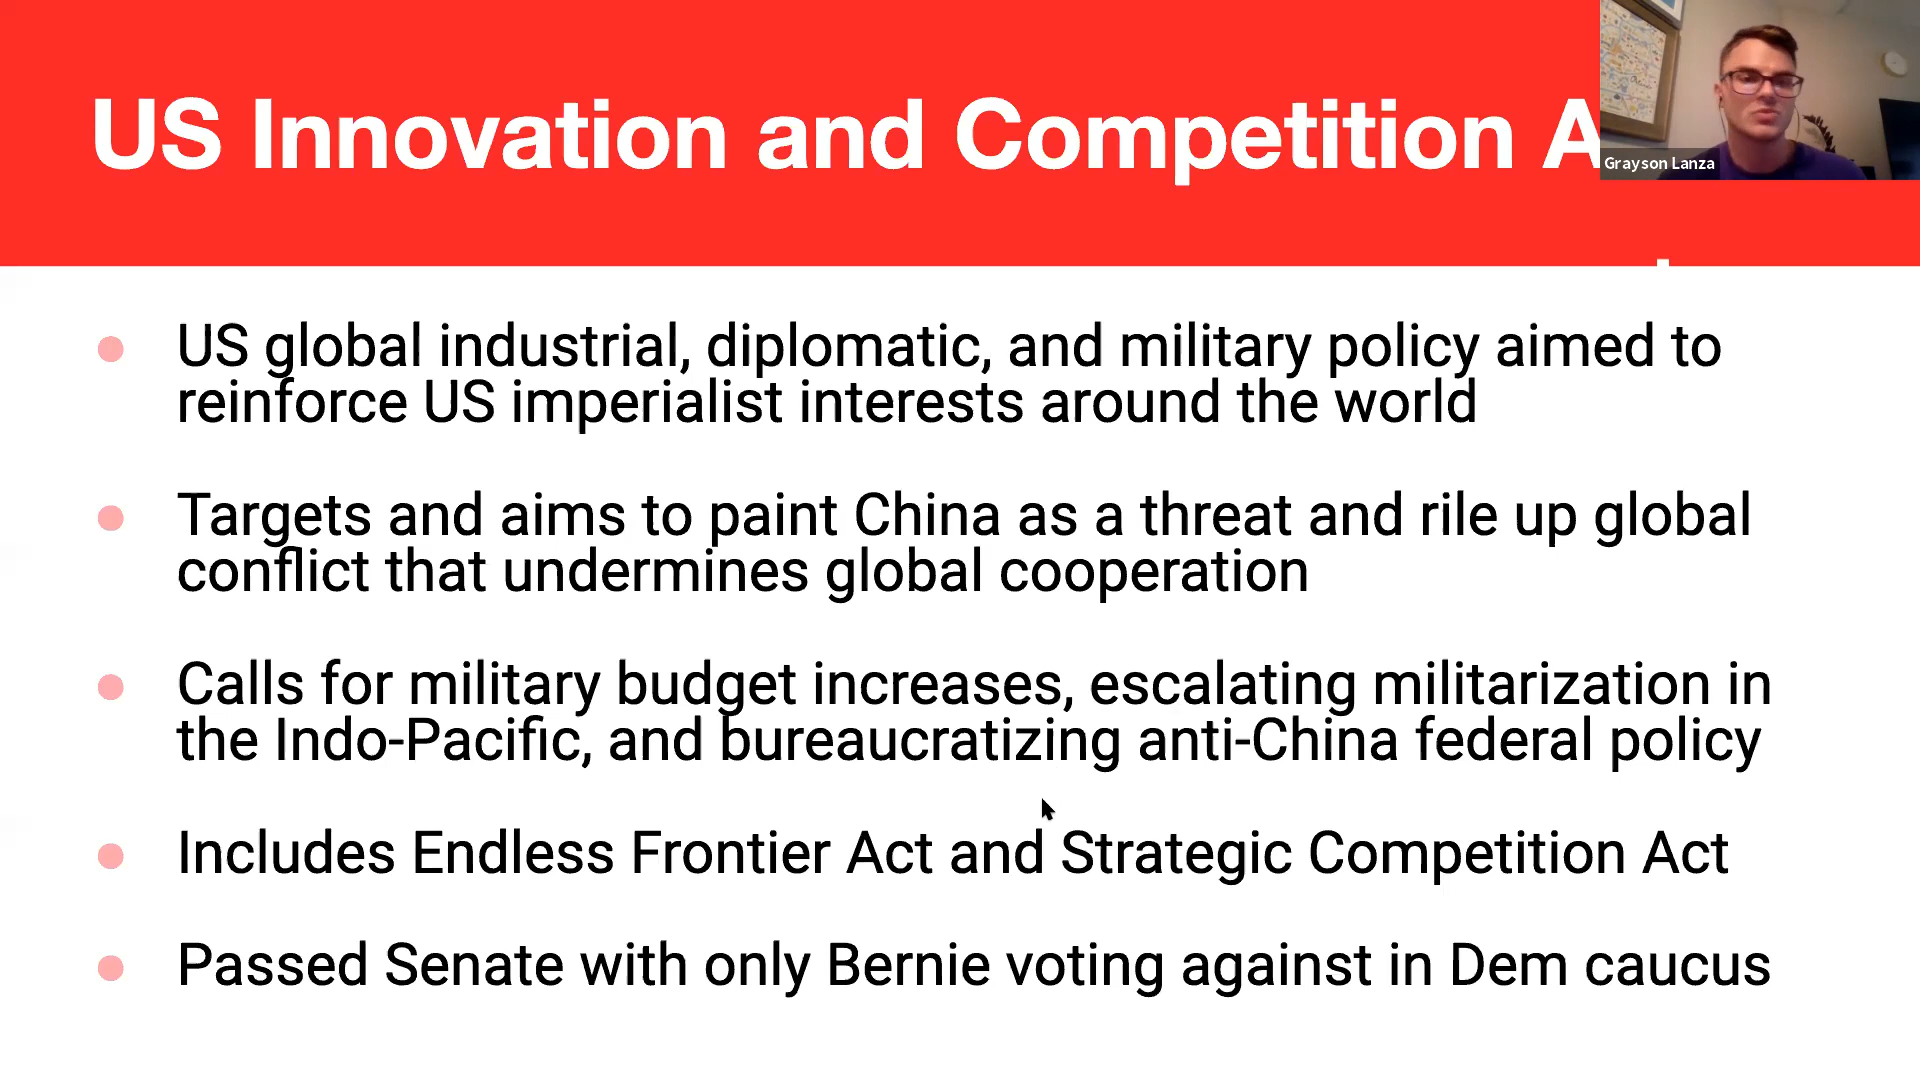 US Innovation and Competition A
Grayson Lanza
US global industrial, diplomatic, and military policy aimed to
reinforce US imperialist interests around the world
Targets and aims to paint China as a threat and rile up global
conflict that undermines global cooperation
Calls for military budget increases, escalating militarization in
the Indo-Pacific, and bureaucratizing anti-China federal policy
Includes Endless Frontier Act and Strategic Competition Act
Passed Senate with only Bernie voting against in Dem caucus